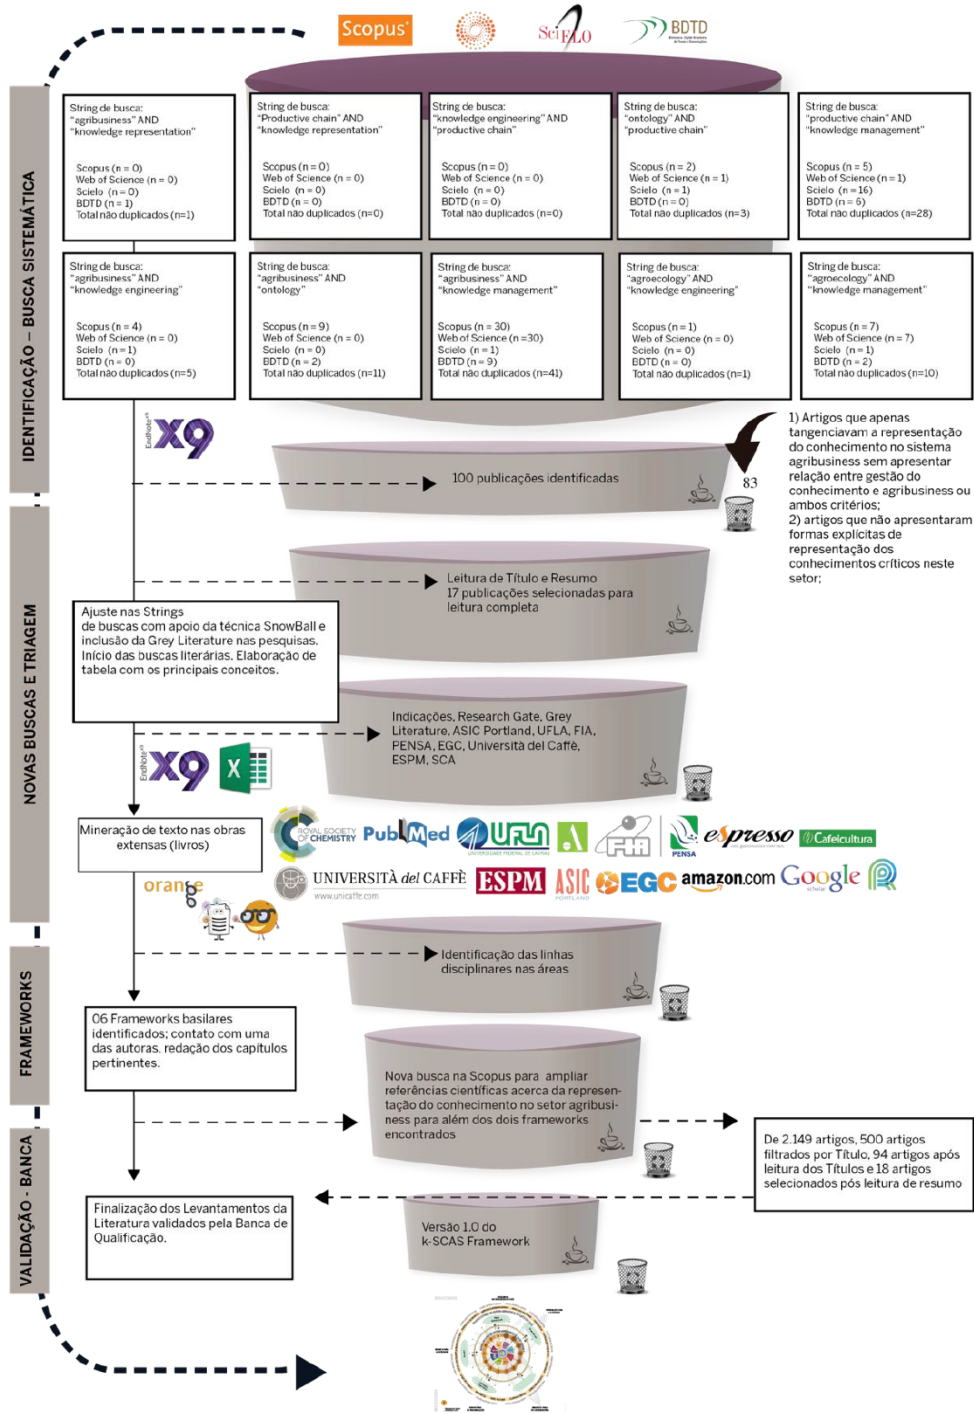 Scopus
SciELO
BDTD
IDENTIFICAÇÃO – BUSCA SISTEMÁTICA
String de busca:
"agribusiness" AND
"knowledge representation"
Scopus (n = 0)
Web of Science (n = 0)
Scielo (n = 0)
BDTD (n = 1)
Total não duplicados (n=1)
String de busca:
"Productive chain" AND
"knowledge representation"
Scopus (n = 0)
Web of Science (n = 0)
Scielo (n = 0)
BDTD (n = 0)
Total não duplicados (n=0)
String de busca:
"knowledge engineering" AND
"productive chain"
Scopus (n = 0)
Web of Science (n = 0)
Scielo (n = 0)
BDTD (n = 0)
Total não duplicados (n=0)
String de busca:
"ontology" AND
"productive chain"
Scopus (n = 2)
Web of Science (n = 1)
Scielo (n = 1)
BDTD (n = 0)
Total não duplicados (n=3)
String de busca:
"productive chain" AND
"knowledge management"
Scopus (n = 5)
Web of Science (n = 1)
Scielo (n =16)
BDTD (n = 6)
Total não duplicados (n=28)
String de busca:
"agribusiness" AND
"knowledge engineering"
Scopus (n = 4)
Web of Science (n = 0)
Scielo (n = 1)
BDTD (n = 0)
Total não duplicados (n=5)
String de busca:
"agribusiness" AND
"ontology"
Scopus (n = 9)
Web of Science (n = 0)
Scielo (n = 0)
BDTD (n = 2)
Total não duplicados (n=11)
String de busca:
"agribusiness" AND
"knowledge management"
Scopus (n = 30)
Web of Science (n =30)
Scielo (n = 1)
BDTD (n = 9)
Total não duplicados (n=41)
String de busca:
"agroecology" AND
"knowledge engineering"
Scopus (n = 1)
Web of Science (n = 0)
Scielo (n = 0)
BDTD (n = 0)
Total não duplicados (n=1)
String de busca:
"agroecology" AND
"knowledge management"
Scopus (n = 7)
Web of Science (n = 7)
Scielo (n = 1)
BDTD (n = 2)
Total não duplicados (n=10)
EndNote X9
100 publicações identificadas
83
1) Artigos que apenas
tangenciavam a representação
do conhecimento no sistema
agribusiness sem apresentar
relação entre gestão do
conhecimento e agribusiness ou
ambos critérios;
2) artigos que não apresentaram
formas explícitas de
representação dos
conhecimentos críticos neste
setor;
NOVAS BUSCAS E TRIAGEM
Leitura de Título e Resumo
17 publicações selecionadas para
leitura completa
Ajuste nas Strings
de buscas com apoio da técnica SnowBall e
inclusão da Grey Literature nas pesquisas.
Início das buscas literárias. Elaboração de
tabela com os principais conceitos.
Indicações, Research Gate, Grey
Literature, ASIC Portland, UFLA, FIA,
PENSA, EGC, Università del Caffè,
ESPM, SCA
EndNote X9
Mineração de texto nas obras
extensas (livros)
orange
ROYAL SOCIETY
OF CHEMISTRY
PubMed
UFLA
UNIVERSIDADE FEDERAL DE LAVRAS
FIA
PENSA
espresso
Cafeicultura
UNIVERSITÀ del CAFFÈ
www.unicaffe.com
ESPM
ASIC
PORTLAND
EGC
amazon.com
Google
scholar
FRAMEWORKS
Identificação das linhas
disciplinares nas áreas
06 Frameworks basilares
identificados; contato com uma
das autoras. redação dos capítulos
pertinentes.
Nova busca na Scopus para ampliar
referências científicas acerca da represen-
tação do conhecimento no setor agribusi-
ness para além dos dois frameworks
encontrados
De 2.149 artigos, 500 artigos
filtrados por Título, 94 artigos após
leitura dos Títulos e 18 artigos
selecionados pós leitura de resumo
VALIDAÇÃO - BANCA
Finalização dos Levantamentos da
Literatura validados pela Banca de
Qualificação.
Versão 1.0 do
k-SCAS Framework